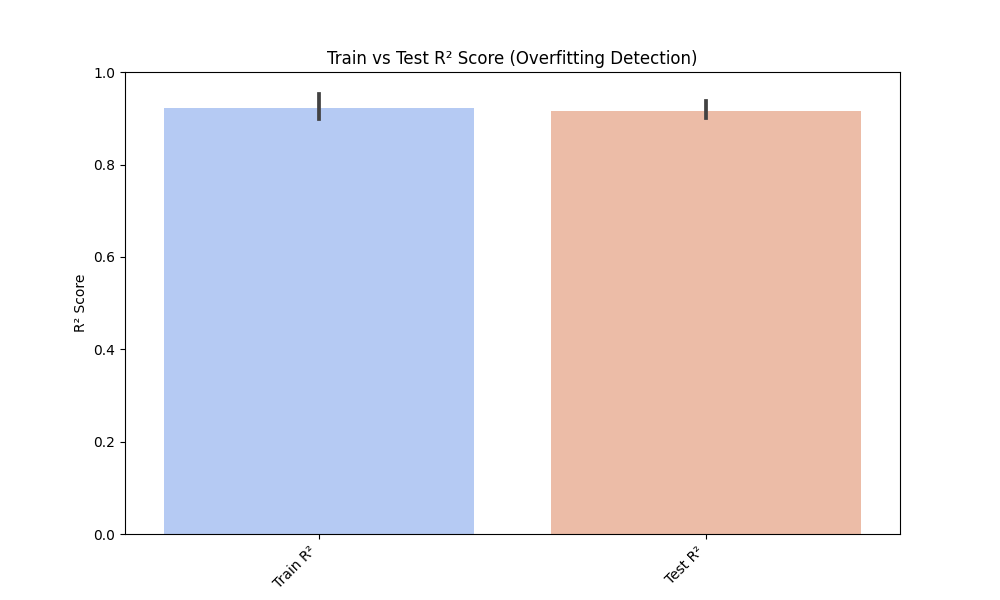 Train vs Test R² Score (Overfitting Detection)
1.0
0.8
0.6
0.4
0.2
0.0
R² Score
Train R²
Test R²